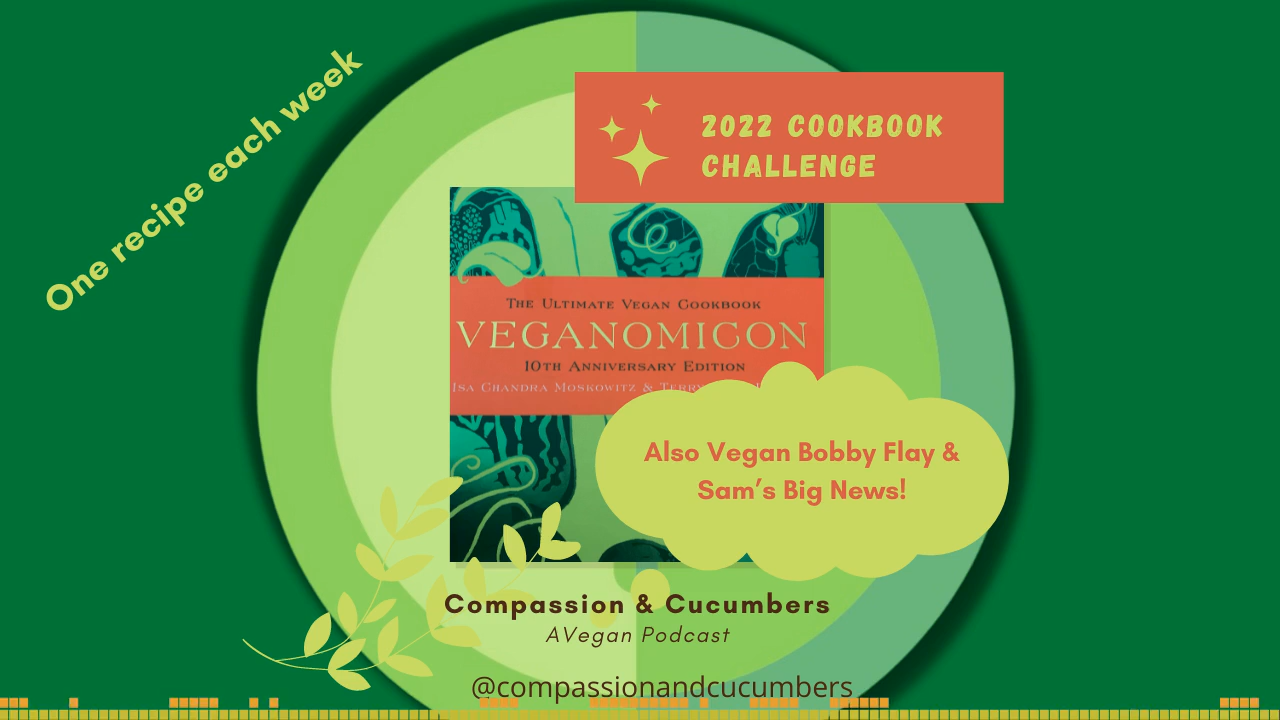 One recipe each week
2022 COOKBOOK
CHALLENGE
THE ULTIMATE VEGAN COOKBOOK
VEGANOMICON
10TH ANNIVERSARY EDITION
ISA CHANDRA MOSKOWITZ &
Also Vegan Bobby Flay &
Sam's Big News!
Compassion & Cucumbers
AVegan Podcast
@compassionandcucumbers